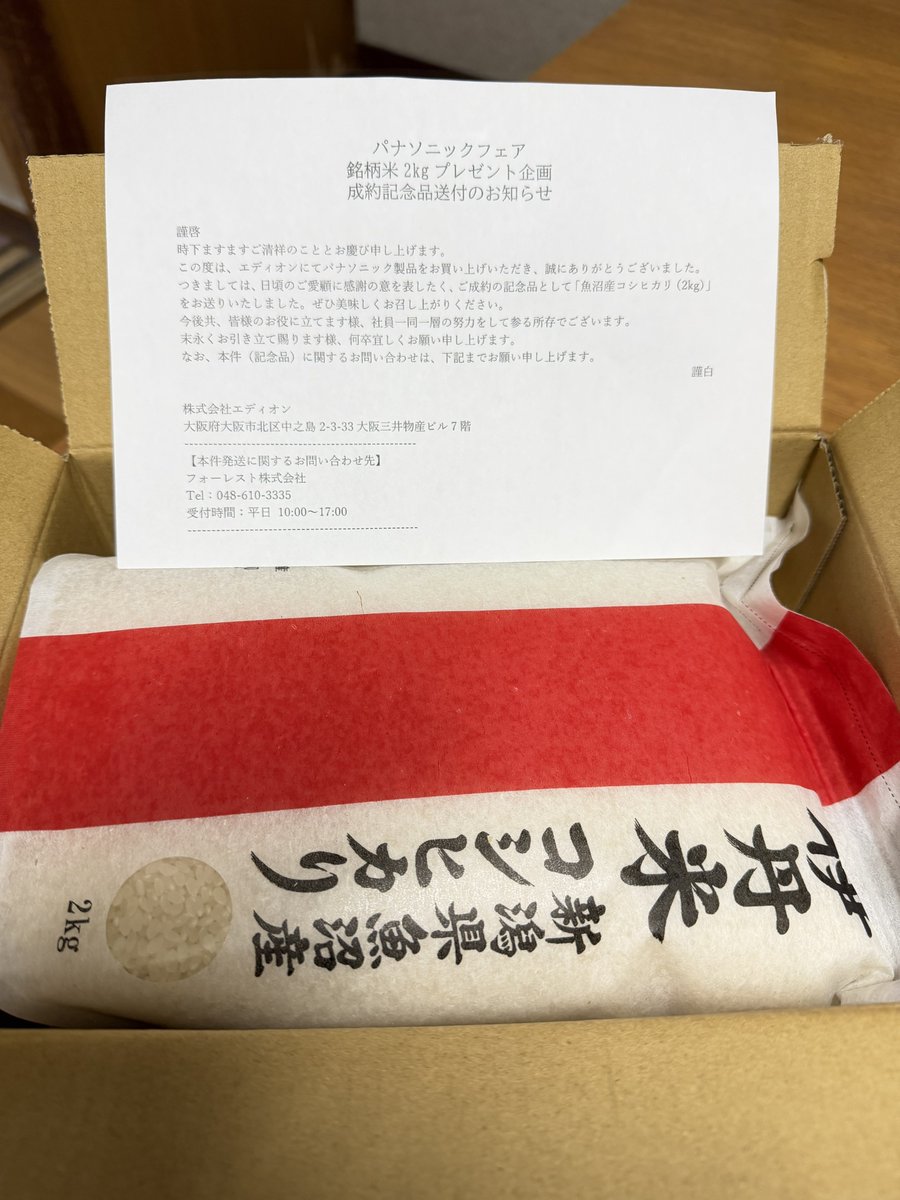 パナソニックフェア
銘柄米 2kg プレゼント企画
成約記念品送付のお知らせ
謹啓
時下ますますご清祥のこととお慶び申し上げます。
この度は、エディオンにてパナソニック製品をお買い上げいただき、誠にありがとうございました。
つきましては、日頃のご愛顧に感謝の意を表したく、ご成約の記念品として「魚沼産コシヒカリ(2kg)」
をお送りいたしました。ぜひ美味しくお召し上がりください。
今後共、皆様のお役に立てます様、社員一同一層の努力をして参る所存でございます。
末永くお引き立て賜ります様、何卒宜しくお願い申し上げます。
なお、本件（記念品）に関するお問い合わせは、下記までお願い申し上げます。
謹白
株式会社エディオン
大阪府大阪市北区中之島 2-3-33 大阪三井物産ビル 7 階
【本件発送に関するお問い合わせ先】
フォーレスト株式会社
Tel：048-610-3335
受付時間：平日 10:00～17:00
伊丹米
コシヒカリ
新潟県魚沼産
2kg